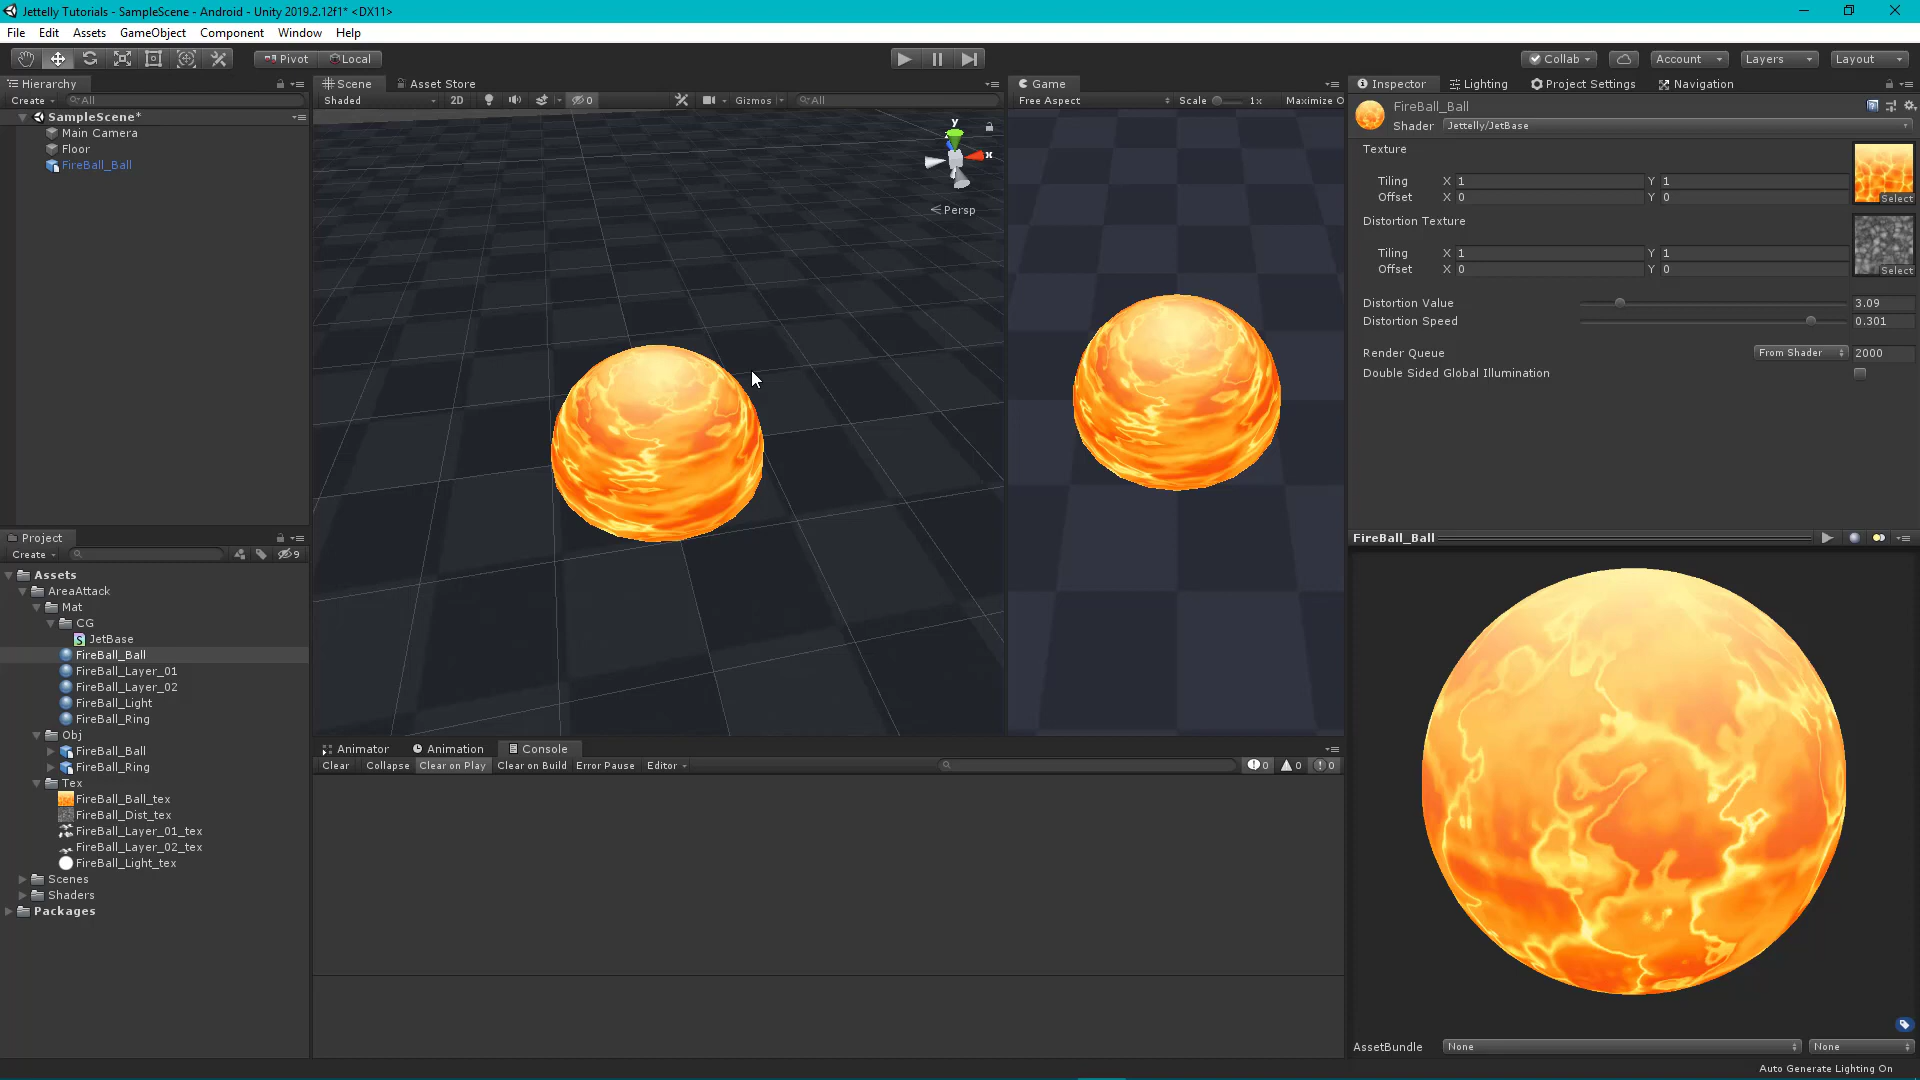 Jettelly Tutorials - SampleScene - Android - Unity 2019.2.12f1* <DX11>
File Edit Assets GameObject Component Window Help
Pivot Local Collab Account Layers Layout
Hierarchy
Create All
SampleScene*
Main Camera
Floor
FireBall_Ball
Scene Asset Store
Shaded 2D 0 Gizmos All
y
x
Persp
Game
Free Aspect Scale 1x Maximize O
Inspector Lighting Project Settings Navigation
FireBall_Ball
Shader Jettelly/JetBase
Texture
Tiling X 1 Y 1
Offset X 0 Y 0
Select
Distortion Texture
Tiling X 1 Y 1
Offset X 0 Y 0
Select
Distortion Value 3.09
Distortion Speed 0.301
Render Queue From Shader 2000
Double Sided Global Illumination
Project
Create 9
Assets
AreaAttack
Mat
CG
JetBase
FireBall_Ball
FireBall_Layer_01
FireBall_Layer_02
FireBall_Light
FireBall_Ring
Obj
FireBall_Ball
FireBall_Ring
Tex
FireBall_Ball_tex
FireBall_Dist_tex
FireBall_Layer_01_tex
FireBall_Layer_02_tex
FireBall_Light_tex
Scenes
Shaders
Packages
Animator Animation Console
Clear Collapse Clear on Play Clear on Build Error Pause Editor 0 0 0
FireBall_Ball
AssetBundle None None
Auto Generate Lighting On